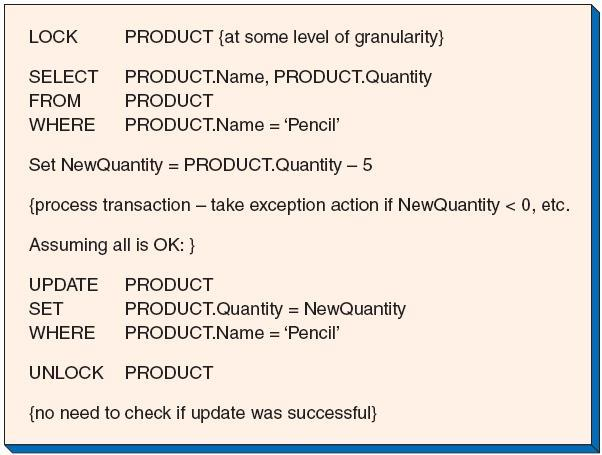 LOCK PRODUCT {at some level of granularity}
SELECT PRODUCT.Name, PRODUCT.Quantity
FROM PRODUCT
WHERE PRODUCT.Name = ‘Pencil’
Set NewQuantity = PRODUCT.Quantity – 5
{process transaction – take exception action if NewQuantity < 0, etc.
Assuming all is OK: }
UPDATE PRODUCT
SET PRODUCT.Quantity = NewQuantity
WHERE PRODUCT.Name = ‘Pencil’
UNLOCK PRODUCT
{no need to check if update was successful}